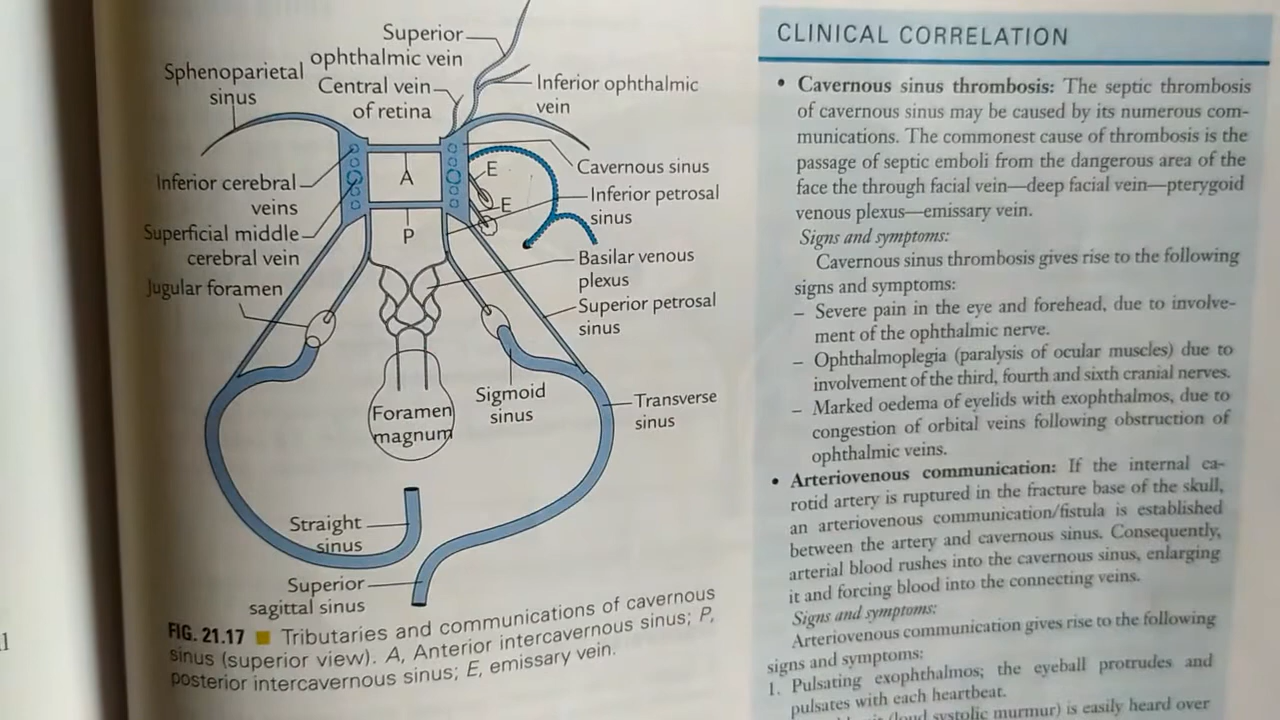 Superior
ophthalmic vein
Sphenoparietal
sinus
Central vein
of retina
Inferior ophthalmic
vein
Cavernous sinus
A
E
Inferior cerebral
veins
Inferior petrosal
sinus
E
Superficial middle
cerebral vein
P
Basilar venous
plexus
Jugular foramen
Superior petrosal
sinus
Sigmoid
sinus
Transverse
sinus
Foramen
magnum
Straight
sinus
Superior
sagittal sinus
FIG. 21.17 Tributaries and communications of cavernous
sinus (superior view). A, Anterior intercavernous sinus; P,
posterior intercavernous sinus; E, emissary vein.
CLINICAL CORRELATION
• Cavernous sinus thrombosis: The septic thrombosis
of cavernous sinus may be caused by its numerous com-
munications. The commonest cause of thrombosis is the
passage of septic emboli from the dangerous area of the
face the through facial vein—deep facial vein—pterygoid
venous plexus—emissary vein.
Signs and symptoms:
Cavernous sinus thrombosis gives rise to the following
signs and symptoms:
– Severe pain in the eye and forehead, due to involve-
ment of the ophthalmic nerve.
– Ophthalmoplegia (paralysis of ocular muscles) due to
involvement of the third, fourth and sixth cranial nerves.
– Marked oedema of eyelids with exophthalmos, due to
congestion of orbital veins following obstruction of
ophthalmic veins.
• Arteriovenous communication: If the internal ca-
rotid artery is ruptured in the fracture base of the skull,
an arteriovenous communication/fistula is established
between the artery and cavernous sinus. Consequently,
arterial blood rushes into the cavernous sinus, enlarging
it and forcing blood into the connecting veins.
Signs and symptoms:
Arteriovenous communication gives rise to the following
signs and symptoms:
1. Pulsating exophthalmos; the eyeball protrudes and
pulsates with each heartbeat.
(loud systolic murmur) is easily heard over